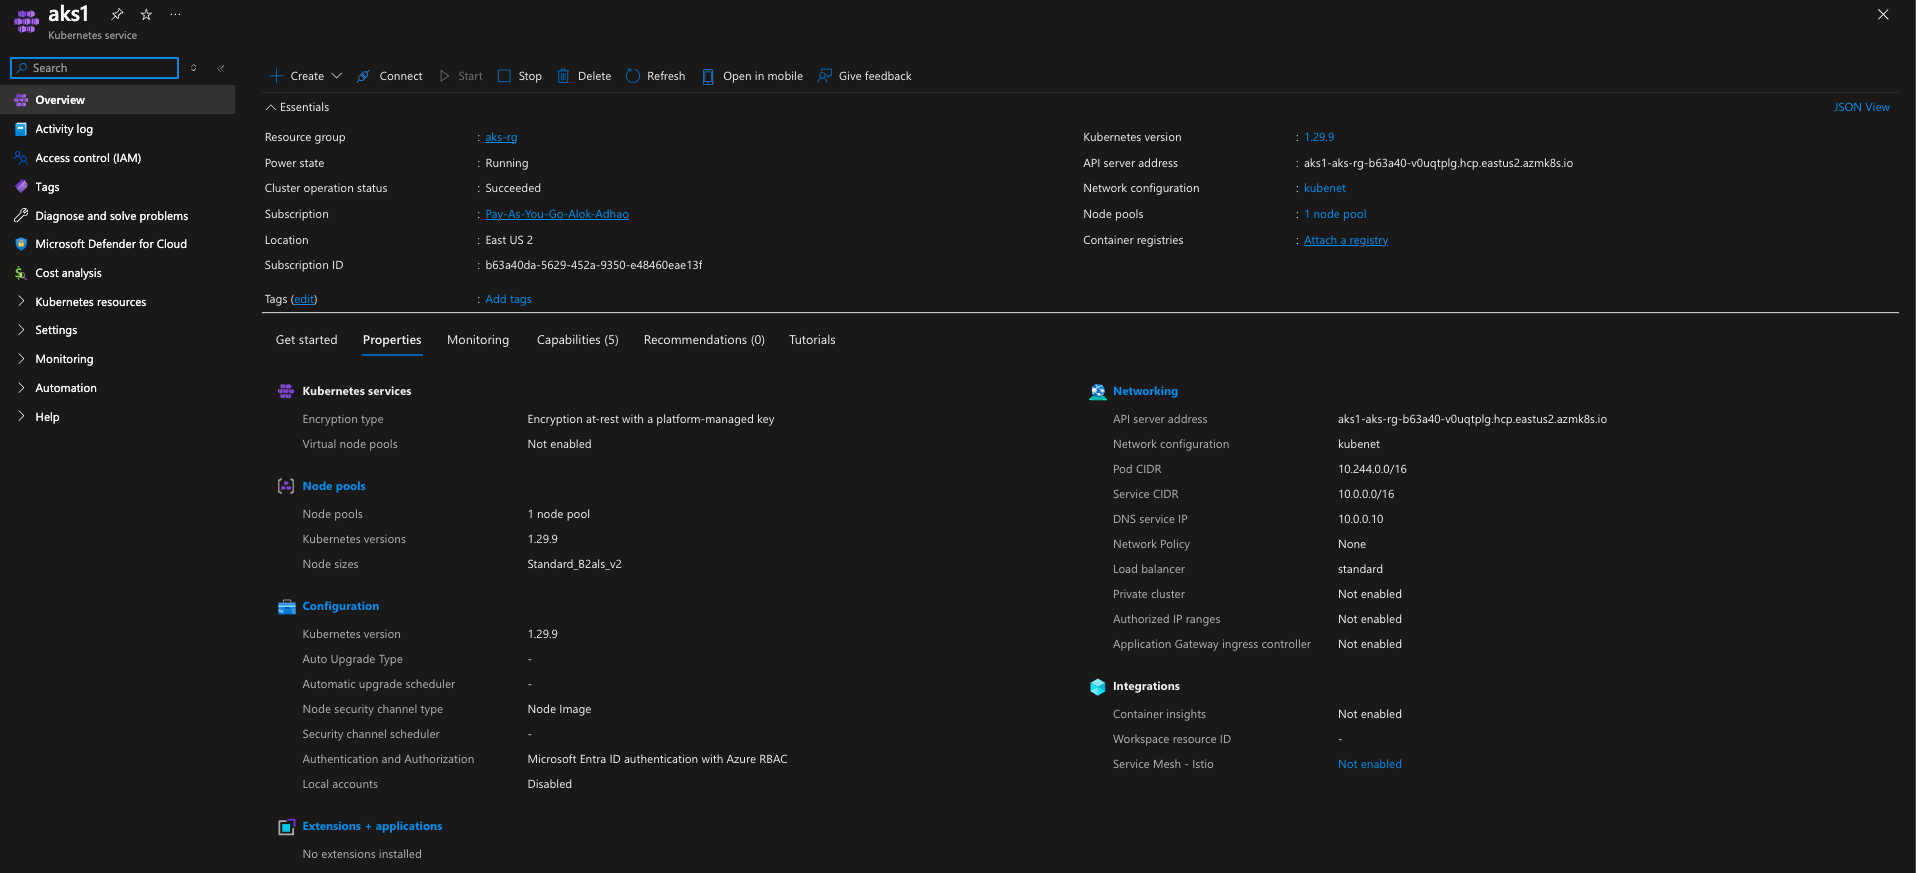 aks1
Kubernetes service
Search
Overview
Activity log
Access control (IAM)
Tags
Diagnose and solve problems
Microsoft Defender for Cloud
Cost analysis
Kubernetes resources
Settings
Monitoring
Automation
Help
Create Connect Start Stop Delete Refresh Open in mobile Give feedback
Essentials JSON View
Resource group : aks-rg
Power state : Running
Cluster operation status : Succeeded
Subscription : Pay-As-You-Go-Alok-Adhao
Location : East US 2
Subscription ID : b63a40da-5629-452a-9350-e48460eae13f
Tags (edit) : Add tags
Kubernetes version : 1.29.9
API server address : aks1-aks-rg-b63a40-v0uqtplg.hcp.eastus2.azmk8s.io
Network configuration : kubenet
Node pools : 1 node pool
Container registries : Attach a registry
Get started Properties Monitoring Capabilities (5) Recommendations (0) Tutorials
Kubernetes services
Encryption type Encryption at-rest with a platform-managed key
Virtual node pools Not enabled
Node pools
Node pools 1 node pool
Kubernetes versions 1.29.9
Node sizes Standard_B2als_v2
Configuration
Kubernetes version 1.29.9
Auto Upgrade Type -
Automatic upgrade scheduler -
Node security channel type Node Image
Security channel scheduler -
Authentication and Authorization Microsoft Entra ID authentication with Azure RBAC
Local accounts Disabled
Extensions + applications
No extensions installed
Networking
API server address aks1-aks-rg-b63a40-v0uqtplg.hcp.eastus2.azmk8s.io
Network configuration kubenet
Pod CIDR 10.244.0.0/16
Service CIDR 10.0.0.0/16
DNS service IP 10.0.0.10
Network Policy None
Load balancer standard
Private cluster Not enabled
Authorized IP ranges Not enabled
Application Gateway ingress controller Not enabled
Integrations
Container insights Not enabled
Workspace resource ID -
Service Mesh - Istio Not enabled